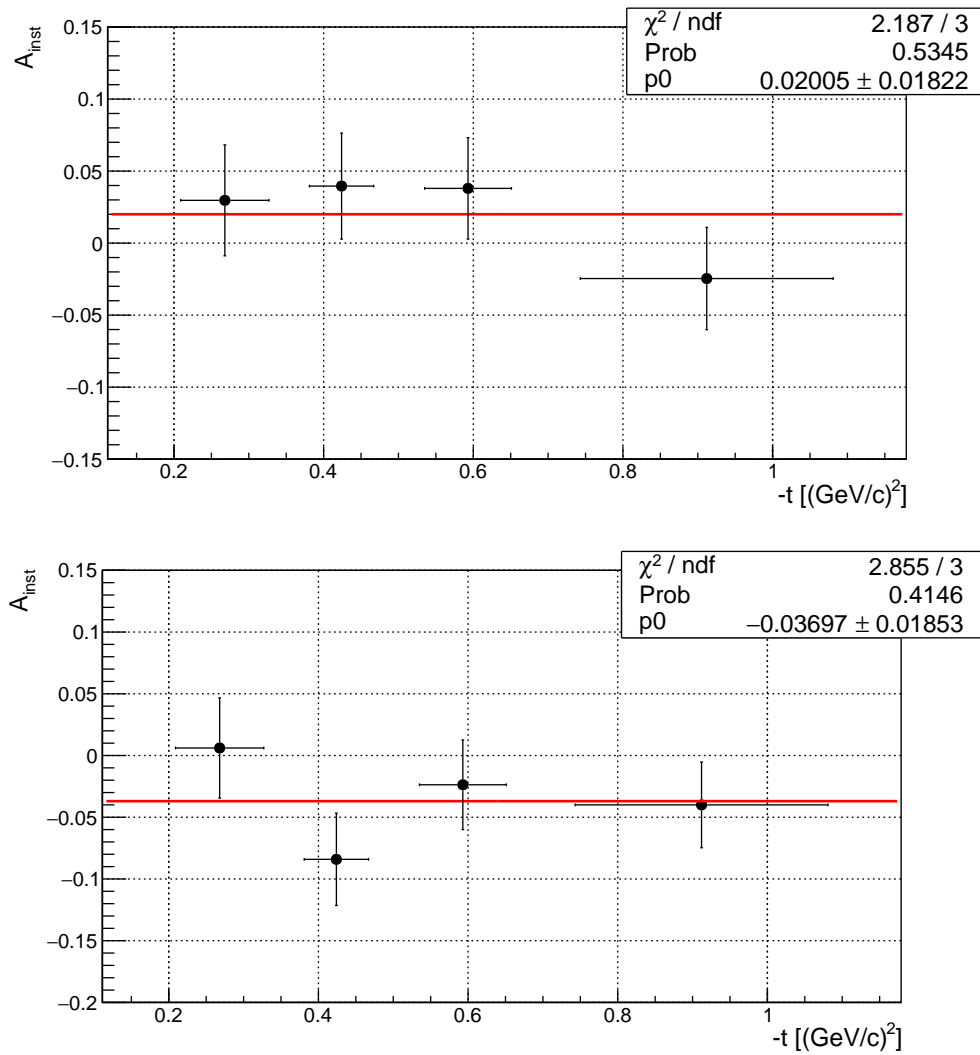 χ² / ndf 2.187 / 3
Prob 0.5345
p0 0.02005 ± 0.01822
A_inst
0.15
0.1
0.05
0
−0.05
−0.1
−0.15
0.2 0.4 0.6 0.8 1
-t [(GeV/c)²]
χ² / ndf 2.855 / 3
Prob 0.4146
p0 −0.03697 ± 0.01853
A_inst
0.15
0.1
0.05
0
−0.05
−0.1
−0.15
−0.2
0.2 0.4 0.6 0.8 1
-t [(GeV/c)²]